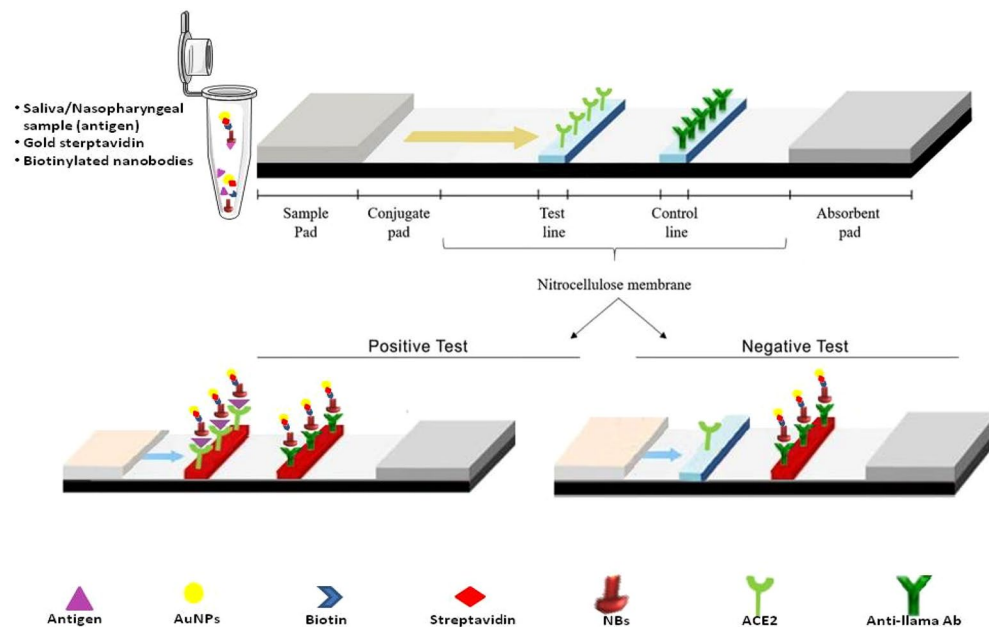 • Saliva/Nasopharyngeal
sample (antigen)
• Gold sterptavidin
• Biotinylated nanobodies
Sample
Pad
Conjugate
pad
Test
line
Control
line
Absorbent
pad
Nitrocellulose membrane
Positive Test
Negative Test
Antigen
AuNPs
Biotin
Streptavidin
NBs
ACE2
Anti-llama Ab